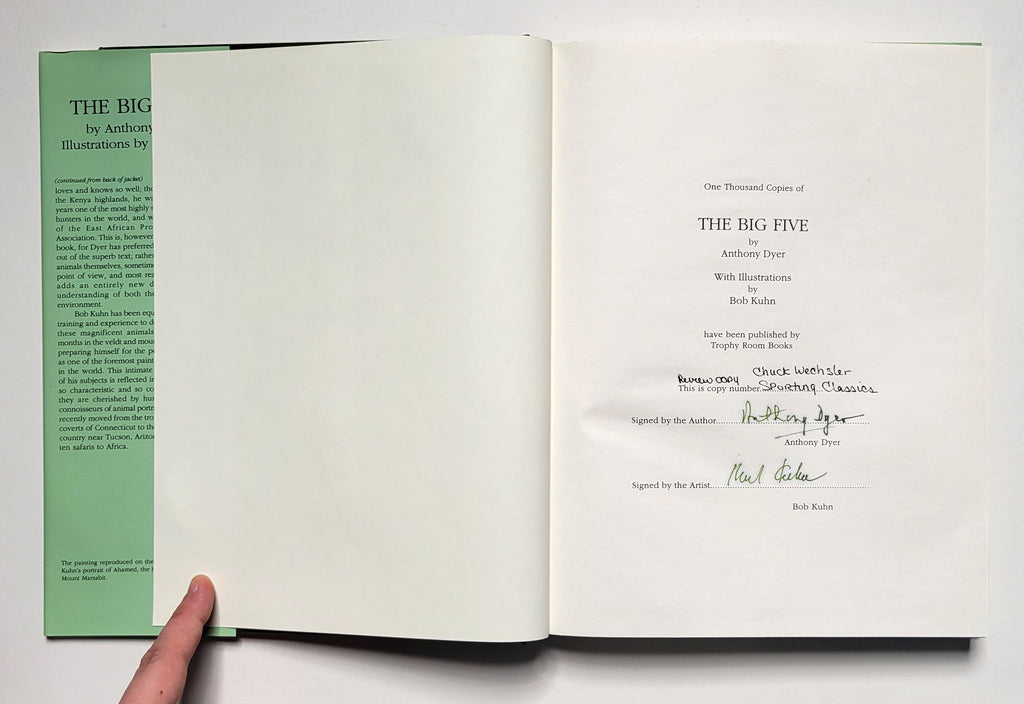 THE BIG
by Anthony
Illustrations by
(continued from back of jacket)
loves and knows so well; the
the Kenya highlands, he wa
years one of the most highly r
hunters in the world, and w
of the East African Pro
Association. This is, however
book, for Dyer has preferred
out of the superb text; rather
animals themselves, sometim
point of view, and most rea
adds an entirely new d
understanding of both the
environment.
Bob Kuhn has been equ
training and experience to d
these magnificent animals
months in the veldt and mou
preparing himself for the pe
as one of the foremost paint
in the world. This intimate
of his subjects is reflected in
so characteristic and so co
they are cherished by hun
connoisseurs of animal portr
recently moved from the tro
coverts of Connecticut to th
country near Tucson, Arizo
ten safaris to Africa.
The painting reproduced on the
Kuhn's portrait of Ahamed, the
Mount Marsabit.
One Thousand Copies of
THE BIG FIVE
by
Anthony Dyer
With Illustrations
by
Bob Kuhn
have been published by
Trophy Room Books
Chuck Wechsler
Review copy
This is copy number Sporting Classics
Signed by the Author Anthony Dyer
Anthony Dyer
Signed by the Artist Bob Kuhn
Bob Kuhn